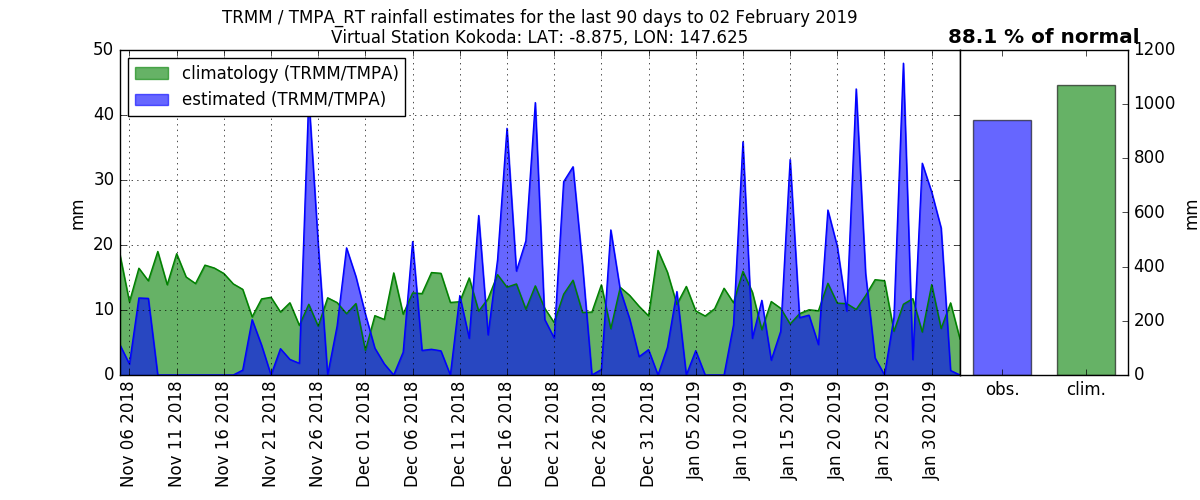 TRMM / TMPA_RT rainfall estimates for the last 90 days to 02 February 2019
Virtual Station Kokoda: LAT: -8.875, LON: 147.625
88.1 % of normal
climatology (TRMM/TMPA)
estimated (TRMM/TMPA)
50
40
30
20
10
0
mm
Nov 06 2018
Nov 11 2018
Nov 16 2018
Nov 21 2018
Nov 26 2018
Dec 01 2018
Dec 06 2018
Dec 11 2018
Dec 16 2018
Dec 21 2018
Dec 26 2018
Dec 31 2018
Jan 05 2019
Jan 10 2019
Jan 15 2019
Jan 20 2019
Jan 25 2019
Jan 30 2019
obs.
clim.
1200
1000
800
600
400
200
0
mm